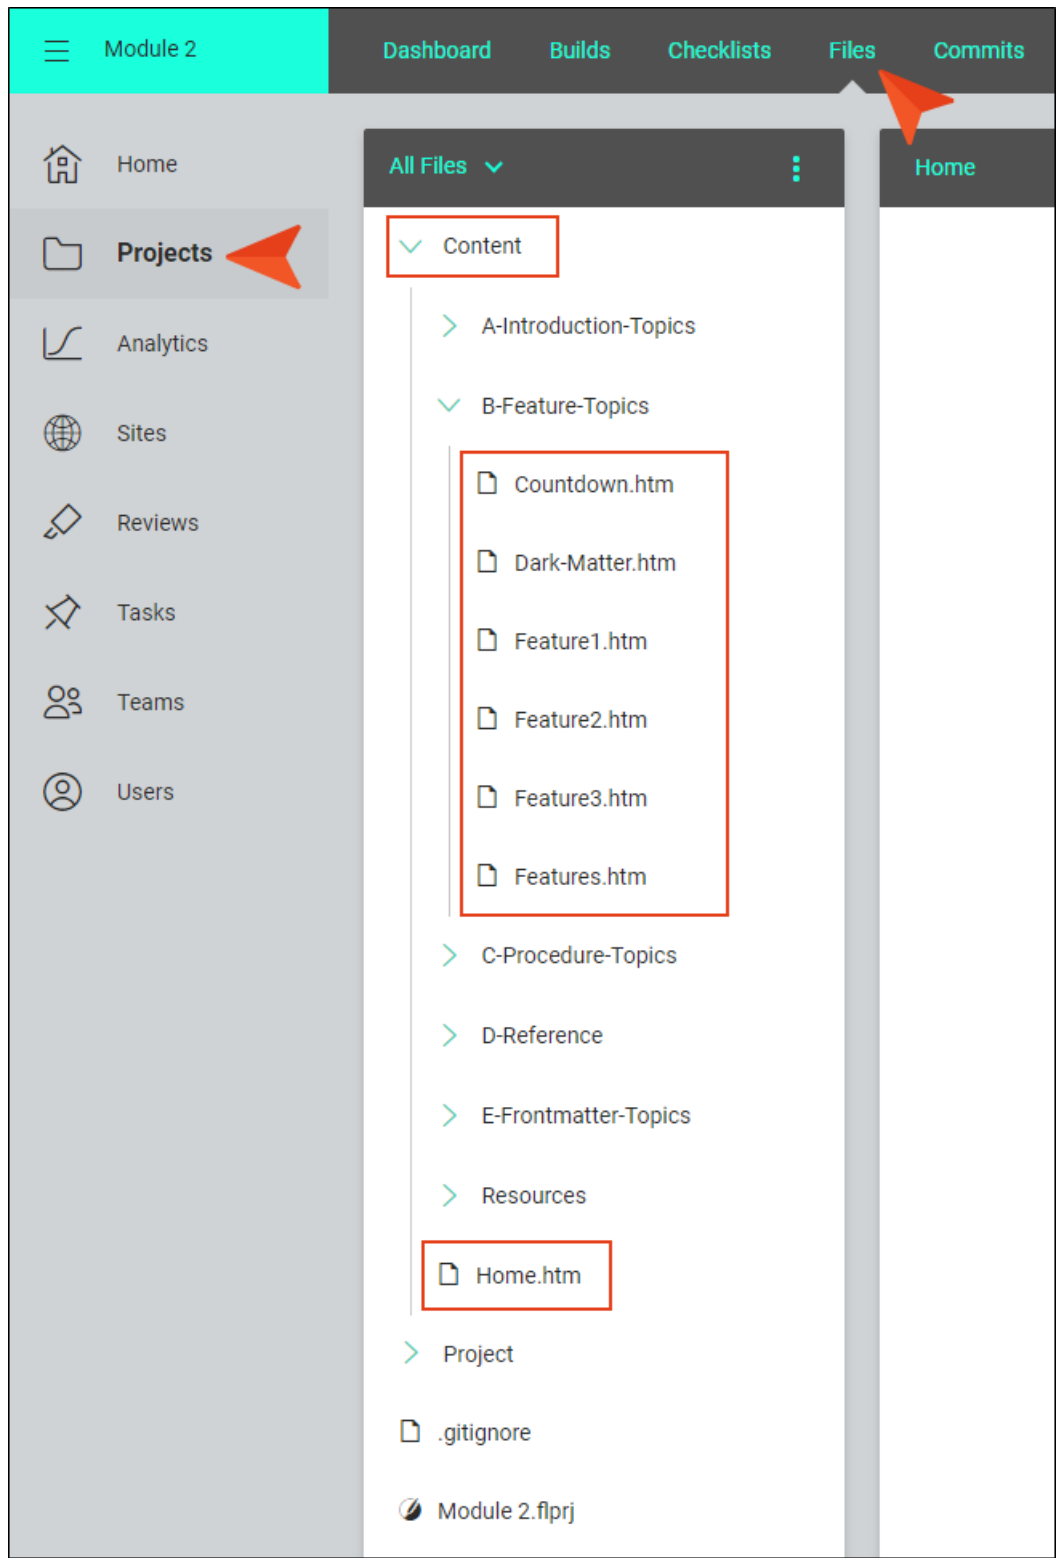 Module 2
Dashboard Builds Checklists Files Commits
Home
Projects
Analytics
Sites
Reviews
Tasks
Teams
Users
All Files
Content
A-Introduction-Topics
B-Feature-Topics
Countdown.htm
Dark-Matter.htm
Feature1.htm
Feature2.htm
Feature3.htm
Features.htm
C-Procedure-Topics
D-Reference
E-Frontmatter-Topics
Resources
Home.htm
Project
.gitignore
Module 2.flprj
Home